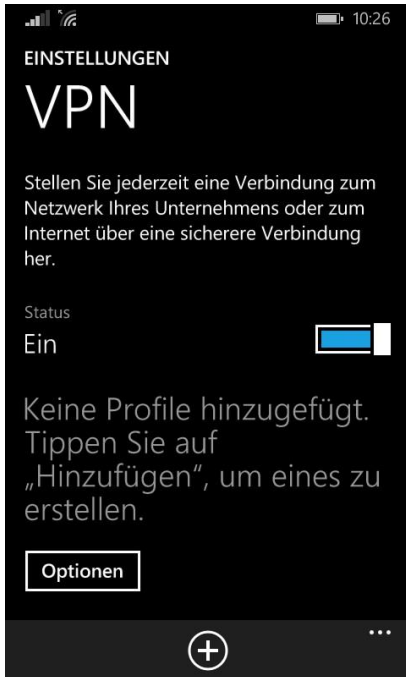 10:26
EINSTELLUNGEN
VPN
Stellen Sie jederzeit eine Verbindung zum
Netzwerk Ihres Unternehmens oder zum
Internet über eine sicherere Verbindung
her.
Status
Ein
Keine Profile hinzugefügt.
Tippen Sie auf
„Hinzufügen“, um eines zu
erstellen.
Optionen